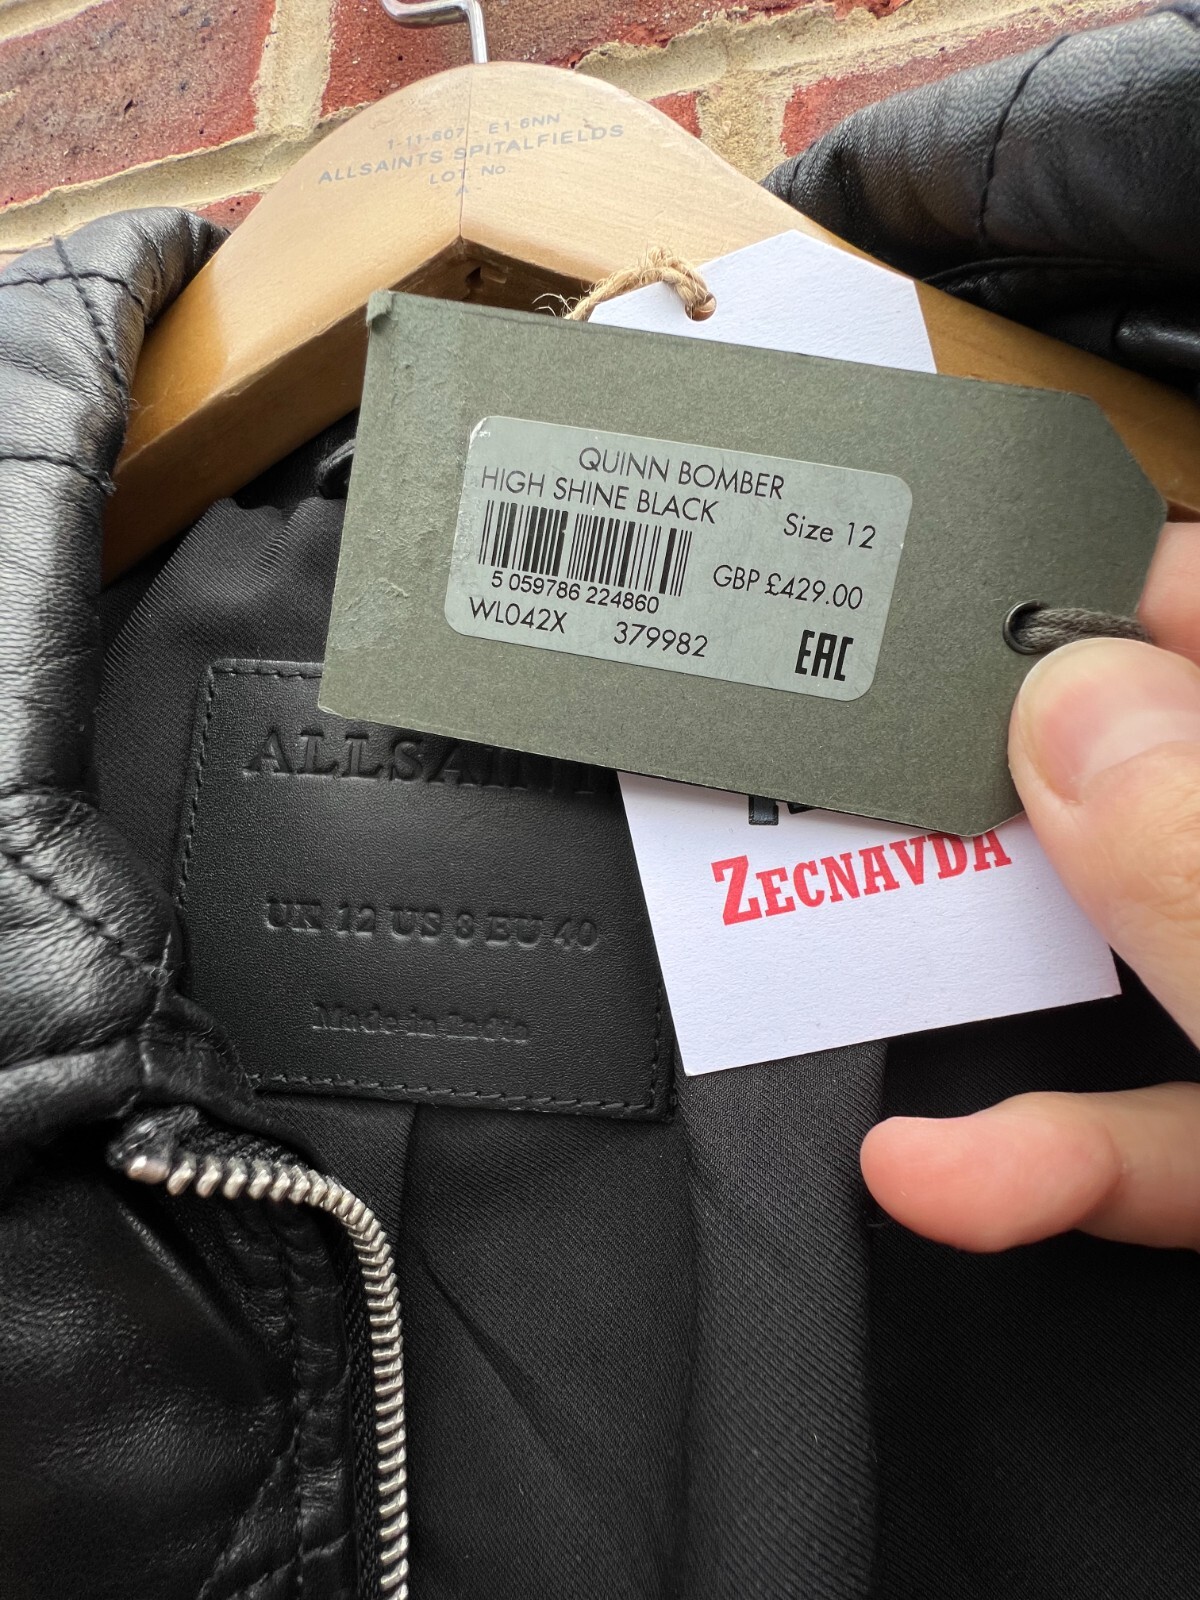 1-11-607 - E1 6NN
ALLSAINTS SPITALFIELDS
LOT. No.
A -
QUINN BOMBER
HIGH SHINE BLACK
Size 12
5 059786 224860
GBP £429.00
WL042X 379982
EAC
ALLSAINT
UK 12 US 8 EU 40
Made in India
ZECNAVDA